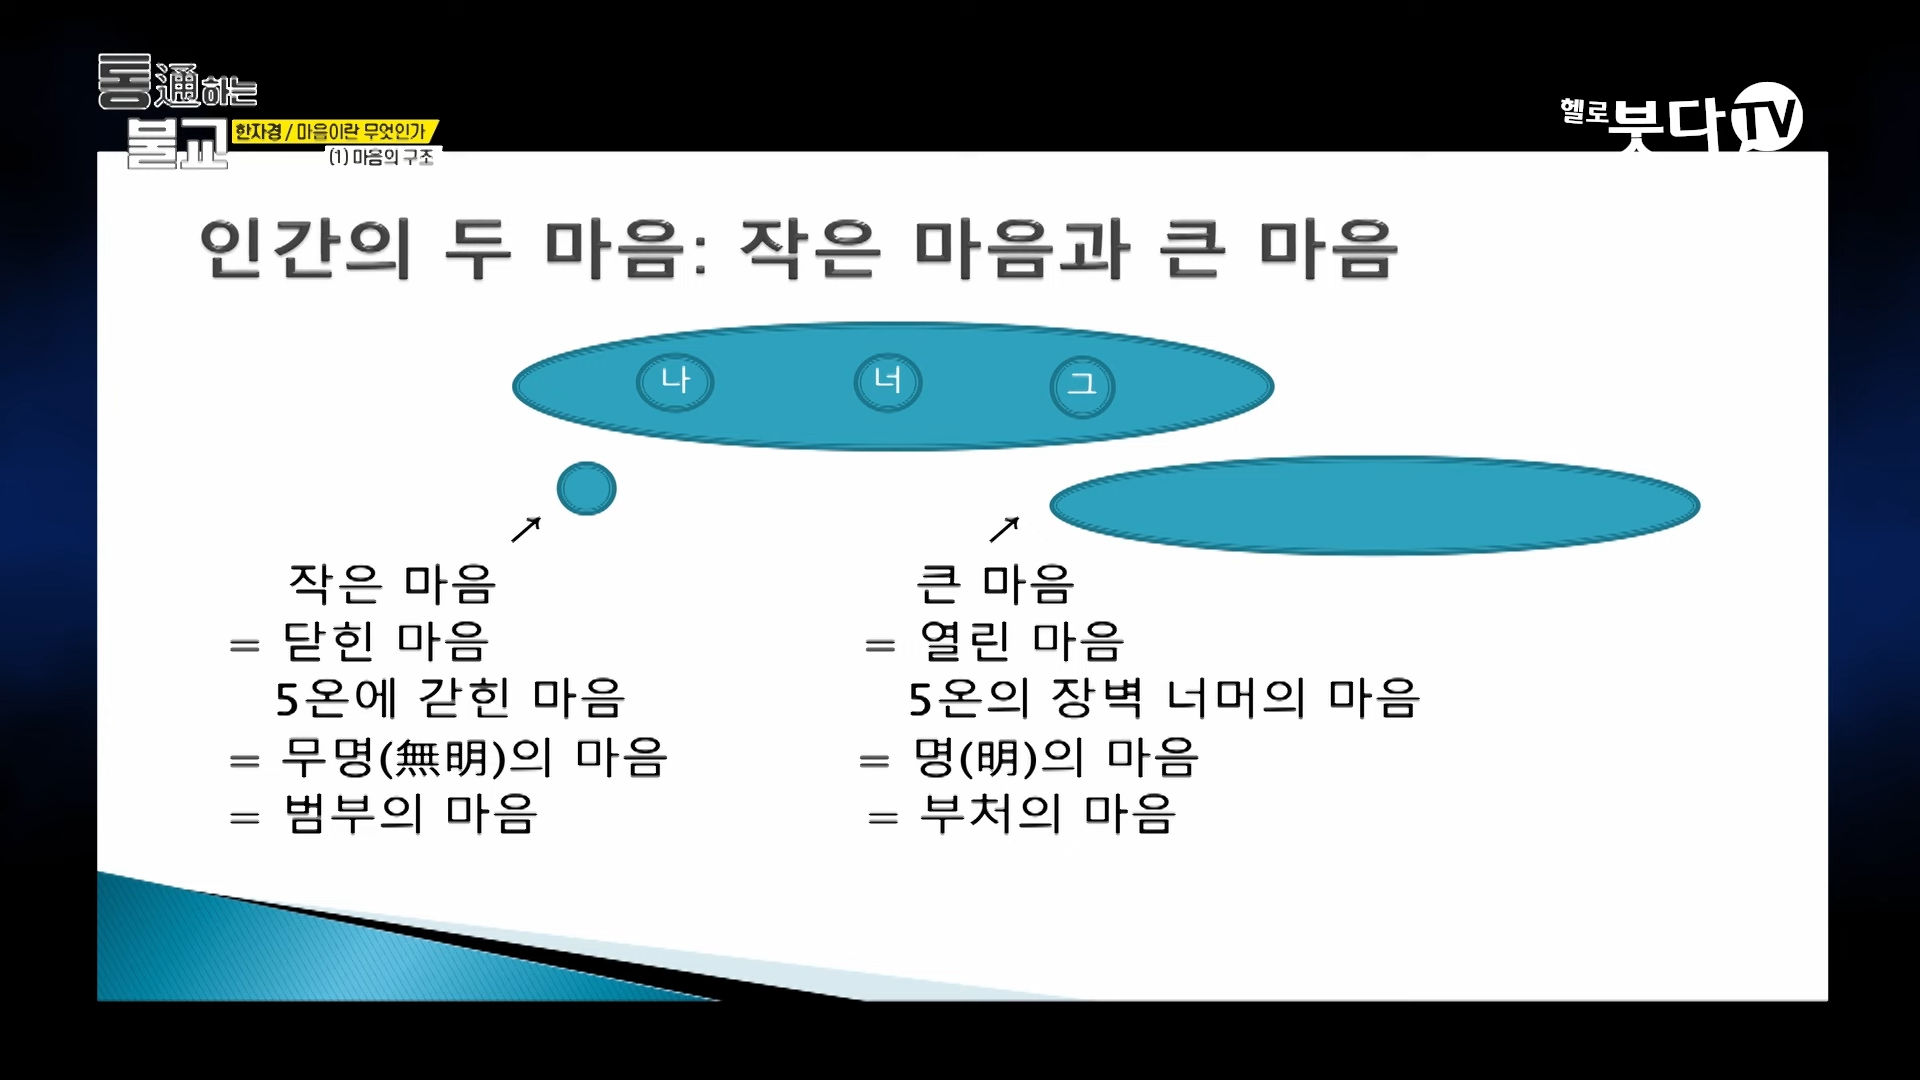 통通하는
불교
한자경 / 마음이란 무엇인가
(1) 마음의 구조
헬로붓다TV
인간의 두 마음: 작은 마음과 큰 마음
나 너 그
↗ ↗
작은 마음
= 닫힌 마음
5온에 갇힌 마음
= 무명(無明)의 마음
= 범부의 마음
큰 마음
= 열린 마음
5온의 장벽 너머의 마음
= 명(明)의 마음
= 부처의 마음